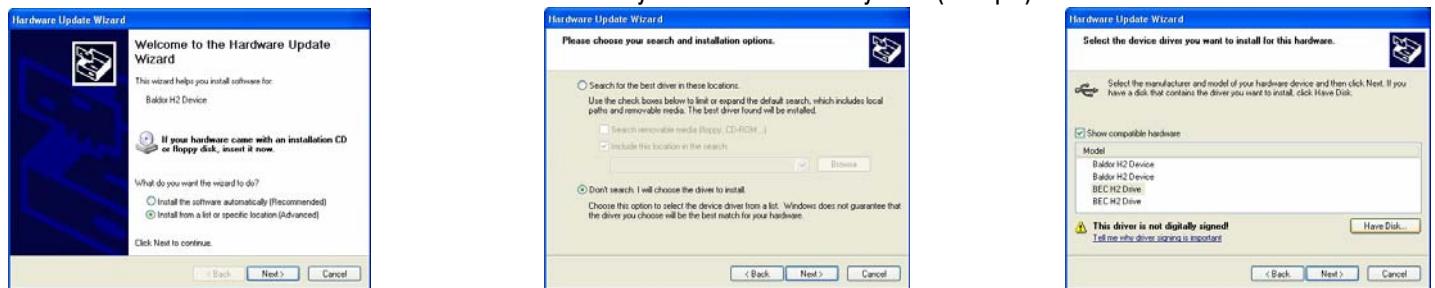 Hardware Update Wizard
Welcome to the Hardware Update
Wizard
This wizard helps you install software for:
Baldor H2 Device
If your hardware came with an installation CD
or floppy disk, insert it now.
What do you want the wizard to do?
Install the software automatically (Recommended)
Install from a list or specific location (Advanced)
Click Next to continue.
< Back
Next >
Cancel
Hardware Update Wizard
Please choose your search and installation options.
Search for the best driver in these locations.
Use the check boxes below to limit or expand the default search, which includes local
paths and removable media. The best driver found will be installed.
Search removable media (floppy, CD-ROM...)
Include this location in the search:
Browse
Don't search. I will choose the driver to install.
Choose this option to select the device driver from a list. Windows does not guarantee that
the driver you choose will be the best match for your hardware.
< Back
Next >
Cancel
Hardware Update Wizard
Select the device driver you want to install for this hardware.
Select the manufacturer and model of your hardware device and then click Next. If you
have a disk that contains the driver you want to install, click Have Disk.
Show compatible hardware
Model
Baldor H2 Device
Baldor H2 Device
BEC H2 Drive
BEC H2 Drive
This driver is not digitally signed!
Tell me why driver signing is important
Have Disk...
< Back
Next >
Cancel